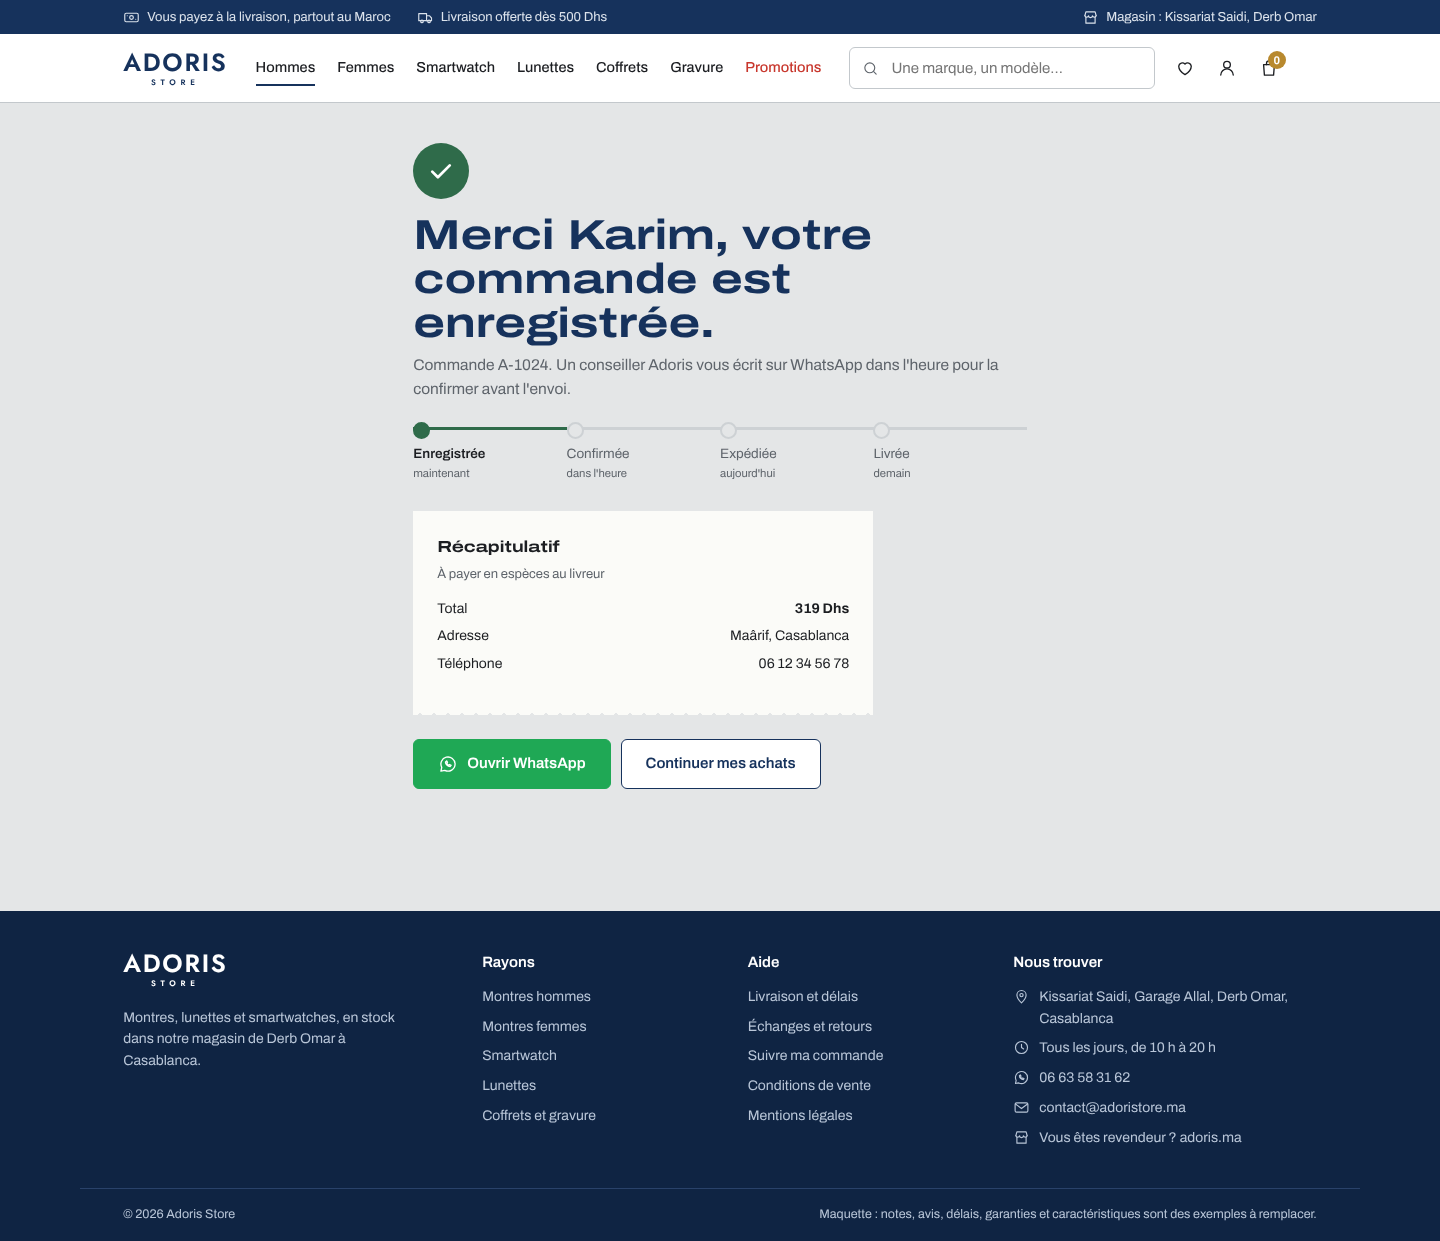 Vous payez à la livraison, partout au Maroc
Livraison offerte dès 500 Dhs
Magasin : Kissariat Saidi, Derb Omar
ADORIS
STORE
Hommes
Femmes
Smartwatch
Lunettes
Coffrets
Gravure
Promotions
Une marque, un modèle...
0
Merci Karim, votre
commande est
enregistrée.
Commande A-1024. Un conseiller Adoris vous écrit sur WhatsApp dans l'heure pour la
confirmer avant l'envoi.
Enregistrée
maintenant
Confirmée
dans l'heure
Expédiée
aujourd'hui
Livrée
demain
Récapitulatif
À payer en espèces au livreur
Total
319 Dhs
Adresse
Maârif, Casablanca
Téléphone
06 12 34 56 78
Ouvrir WhatsApp
Continuer mes achats
ADORIS
STORE
Montres, lunettes et smartwatches, en stock
dans notre magasin de Derb Omar à
Casablanca.
Rayons
Montres hommes
Montres femmes
Smartwatch
Lunettes
Coffrets et gravure
Aide
Livraison et délais
Échanges et retours
Suivre ma commande
Conditions de vente
Mentions légales
Nous trouver
Kissariat Saidi, Garage Allal, Derb Omar,
Casablanca
Tous les jours, de 10 h à 20 h
06 63 58 31 62
contact@adoristore.ma
Vous êtes revendeur ? adoris.ma
© 2026 Adoris Store
Maquette : notes, avis, délais, garanties et caractéristiques sont des exemples à remplacer.